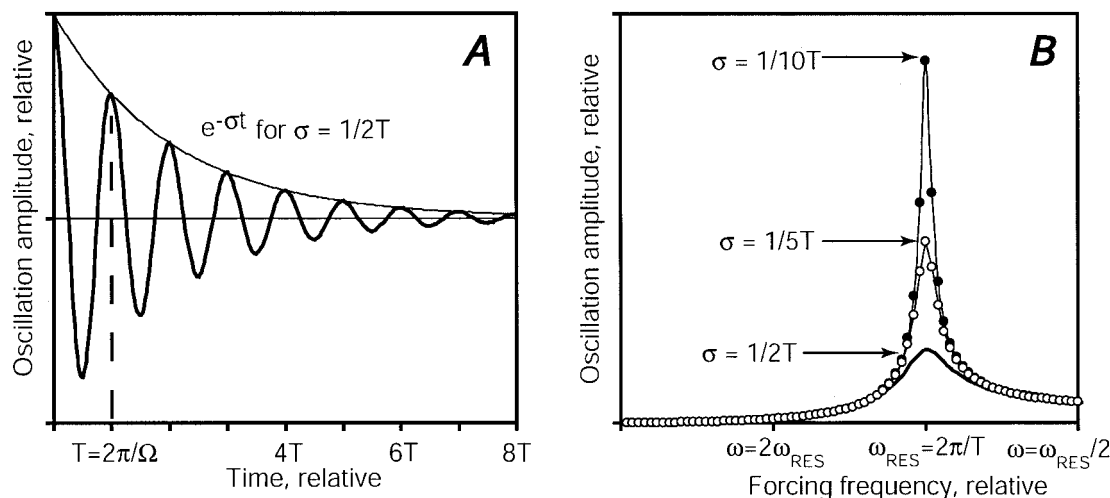 A
Oscillation amplitude, relative
e-σt for σ = 1/2T
T=2π/Ω
4T
6T
8T
Time, relative
B
Oscillation amplitude, relative
σ = 1/10T
σ = 1/5T
σ = 1/2T
ω=2ωRES
ωRES=2π/T
ω=ωRES/2
Forcing frequency, relative